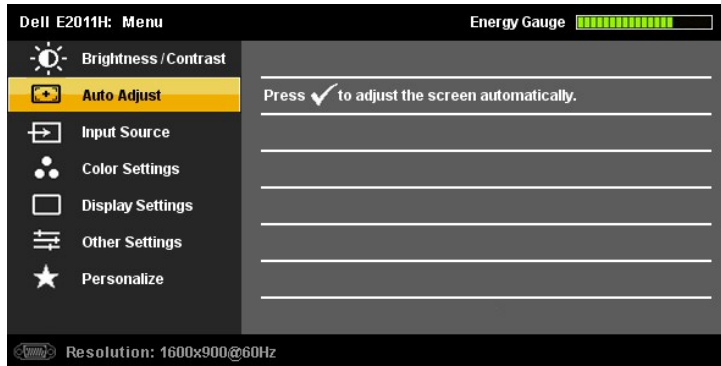 Dell E2011H: Menu
Energy Gauge
Brightness / Contrast
Auto Adjust
Press ✓ to adjust the screen automatically.
Input Source
Color Settings
Display Settings
Other Settings
Personalize
Resolution: 1600x900@60Hz